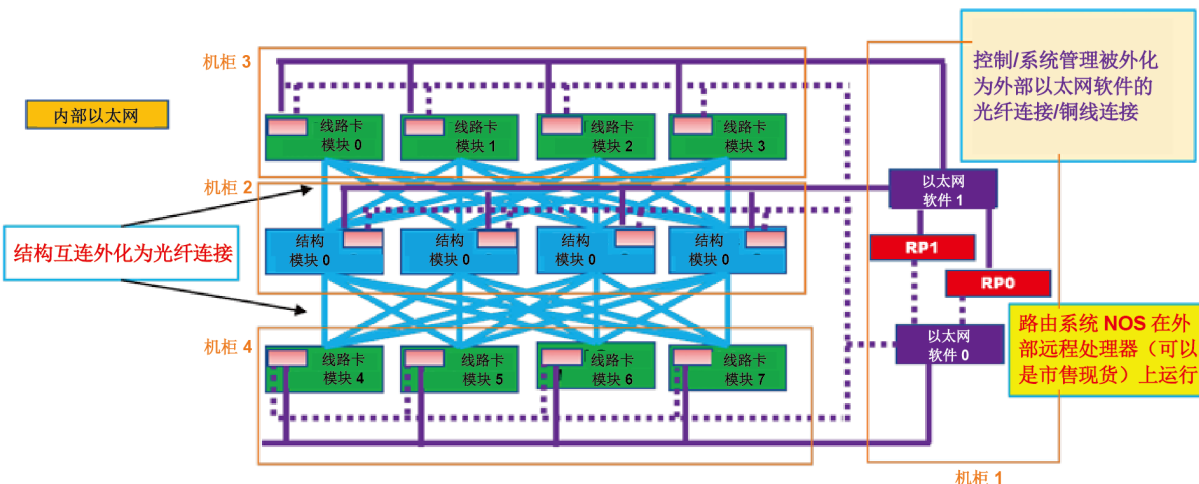 机柜 3
控制/系统管理被外化
为外部以太网软件的
光纤连接/铜线连接
内部以太网
线路卡
模块 0
线路卡
模块 1
线路卡
模块 2
线路卡
模块 3
机柜 2
以太网
软件 1
结构互连外化为光纤连接
结构
模块 0
结构
模块 0
结构
模块 0
结构
模块 0
RP1
RP0
机柜 4
路由系统 NOS 在外
部远程处理器（可以
是市售现货）上运行
以太网
软件 0
线路卡
模块 4
线路卡
模块 5
线路卡
模块 6
线路卡
模块 7
机柜 1